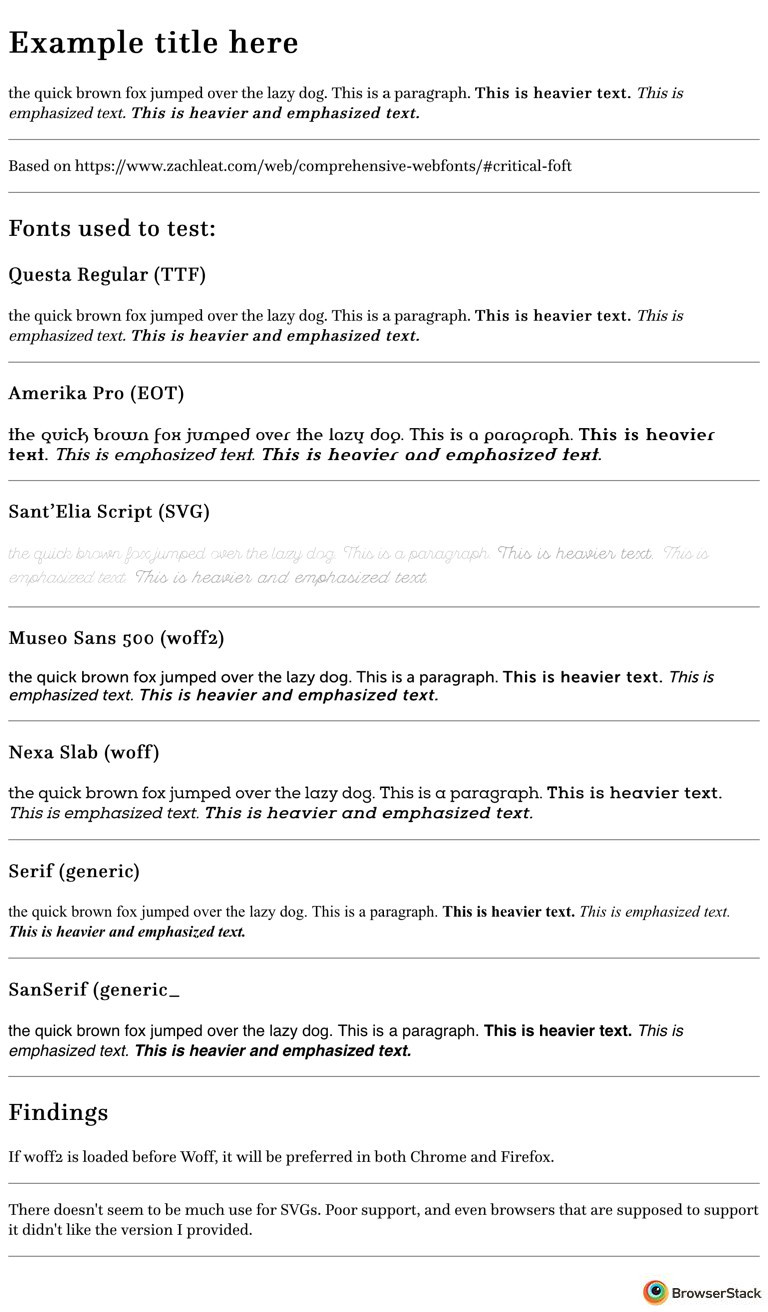 Example title here
the quick brown fox jumped over the lazy dog. This is a paragraph. This is heavier text. This is
emphasized text. This is heavier and emphasized text.
Based on https://www.zachleat.com/web/comprehensive-webfonts/#critical-foft
Fonts used to test:
Questa Regular (TTF)
the quick brown fox jumped over the lazy dog. This is a paragraph. This is heavier text. This is
emphasized text. This is heavier and emphasized text.
Amerika Pro (EOT)
the quick brown fox jumped over the lazy dog. This is a paragraph. This is heavier
text. This is emphasized text. This is heavier and emphasized text.
Sant’Elia Script (SVG)
the quick brown fox jumped over the lazy dog. This is a paragraph. This is heavier text. This is
emphasized text. This is heavier and emphasized text.
Museo Sans 500 (woff2)
the quick brown fox jumped over the lazy dog. This is a paragraph. This is heavier text. This is
emphasized text. This is heavier and emphasized text.
Nexa Slab (woff)
the quick brown fox jumped over the lazy dog. This is a paragraph. This is heavier text.
This is emphasized text. This is heavier and emphasized text.
Serif (generic)
the quick brown fox jumped over the lazy dog. This is a paragraph. This is heavier text. This is emphasized text.
This is heavier and emphasized text.
SanSerif (generic_
the quick brown fox jumped over the lazy dog. This is a paragraph. This is heavier text. This is
emphasized text. This is heavier and emphasized text.
Findings
If woff2 is loaded before Woff, it will be preferred in both Chrome and Firefox.
There doesn't seem to be much use for SVGs. Poor support, and even browsers that are supposed to support
it didn't like the version I provided.
BrowserStack